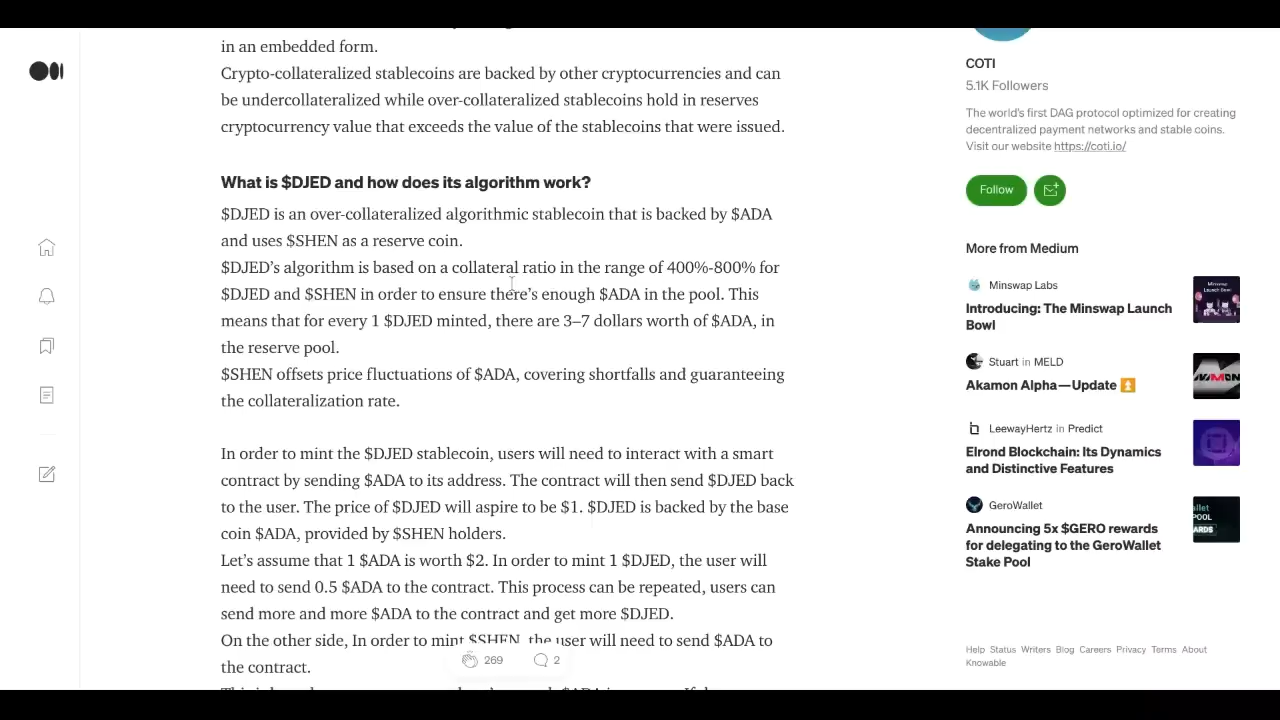 in an embedded form.
Crypto-collateralized stablecoins are backed by other cryptocurrencies and can
be undercollateralized while over-collateralized stablecoins hold in reserves
cryptocurrency value that exceeds the value of the stablecoins that were issued.
What is $DJED and how does its algorithm work?
$DJED is an over-collateralized algorithmic stablecoin that is backed by $ADA
and uses $SHEN as a reserve coin.
$DJED’s algorithm is based on a collateral ratio in the range of 400%-800% for
$DJED and $SHEN in order to ensure there’s enough $ADA in the pool. This
means that for every 1 $DJED minted, there are 3–7 dollars worth of $ADA, in
the reserve pool.
$SHEN offsets price fluctuations of $ADA, covering shortfalls and guaranteeing
the collateralization rate.
In order to mint the $DJED stablecoin, users will need to interact with a smart
contract by sending $ADA to its address. The contract will then send $DJED back
to the user. The price of $DJED will aspire to be $1. $DJED is backed by the base
coin $ADA, provided by $SHEN holders.
Let’s assume that 1 $ADA is worth $2. In order to mint 1 $DJED, the user will
need to send 0.5 $ADA to the contract. This process can be repeated, users can
send more and more $ADA to the contract and get more $DJED.
On the other side, In order to mint $SHEN, the user will need to send $ADA to
the contract.
269 2
COTI
5.1K Followers
The world's first DAG protocol optimized for creating
decentralized payment networks and stable coins.
Visit our website https://coti.io/
Follow
More from Medium
Minswap Labs
Introducing: The Minswap Launch
Bowl
Stuart in MELD
Akamon Alpha — Update
LeewayHertz in Predict
Elrond Blockchain: Its Dynamics
and Distinctive Features
GeroWallet
Announcing 5x $GERO rewards
for delegating to the GeroWallet
Stake Pool
Help Status Writers Blog Careers Privacy Terms About
Knowable